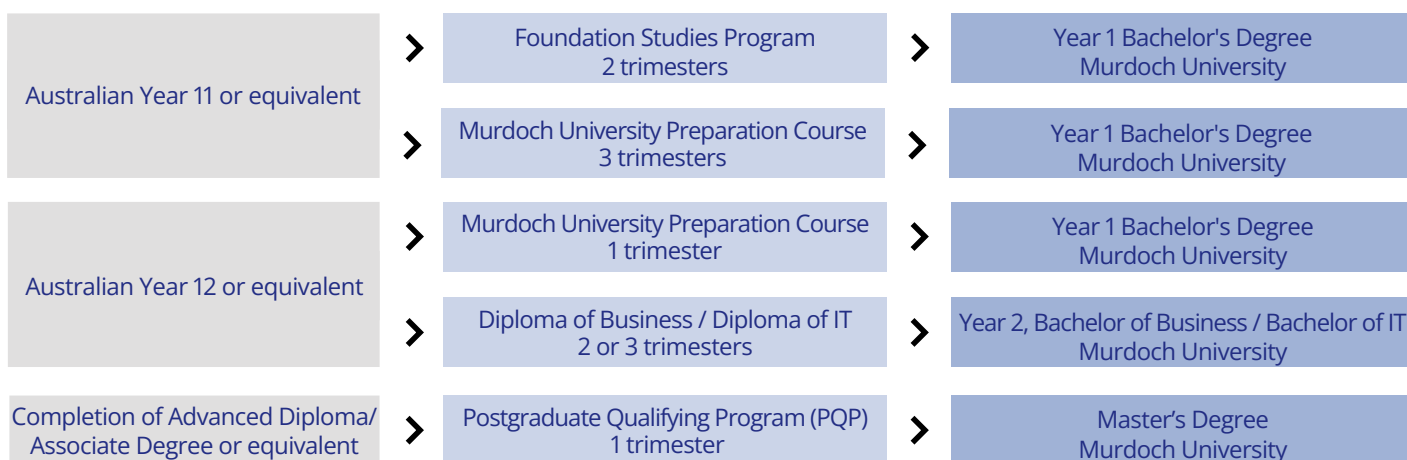 Australian Year 11 or equivalent
Foundation Studies Program
2 trimesters
Year 1 Bachelor's Degree
Murdoch University
Murdoch University Preparation Course
3 trimesters
Year 1 Bachelor's Degree
Murdoch University
Australian Year 12 or equivalent
Murdoch University Preparation Course
1 trimester
Year 1 Bachelor's Degree
Murdoch University
Diploma of Business / Diploma of IT
2 or 3 trimesters
Year 2, Bachelor of Business / Bachelor of IT
Murdoch University
Completion of Advanced Diploma/
Associate Degree or equivalent
Postgraduate Qualifying Program (PQP)
1 trimester
Master’s Degree
Murdoch University